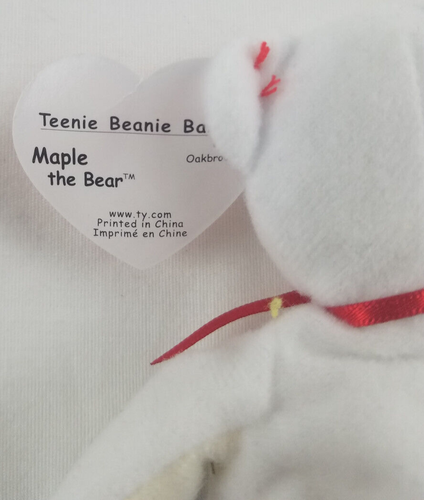 Teenie Beanie Ba
Maple
Oakbro
the Bear™
www.ty.com
Printed in China
Imprimé en Chine